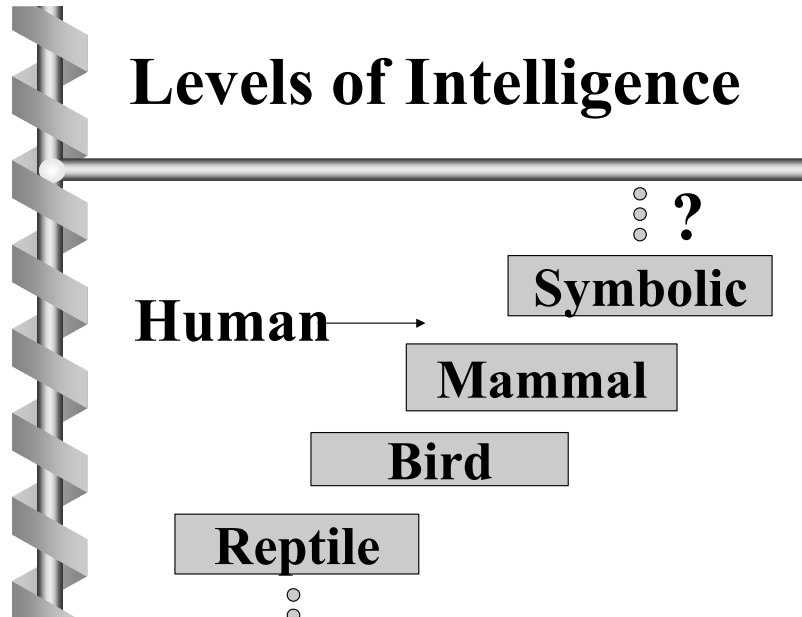 Levels of Intelligence
?
Symbolic
Human
Mammal
Bird
Reptile